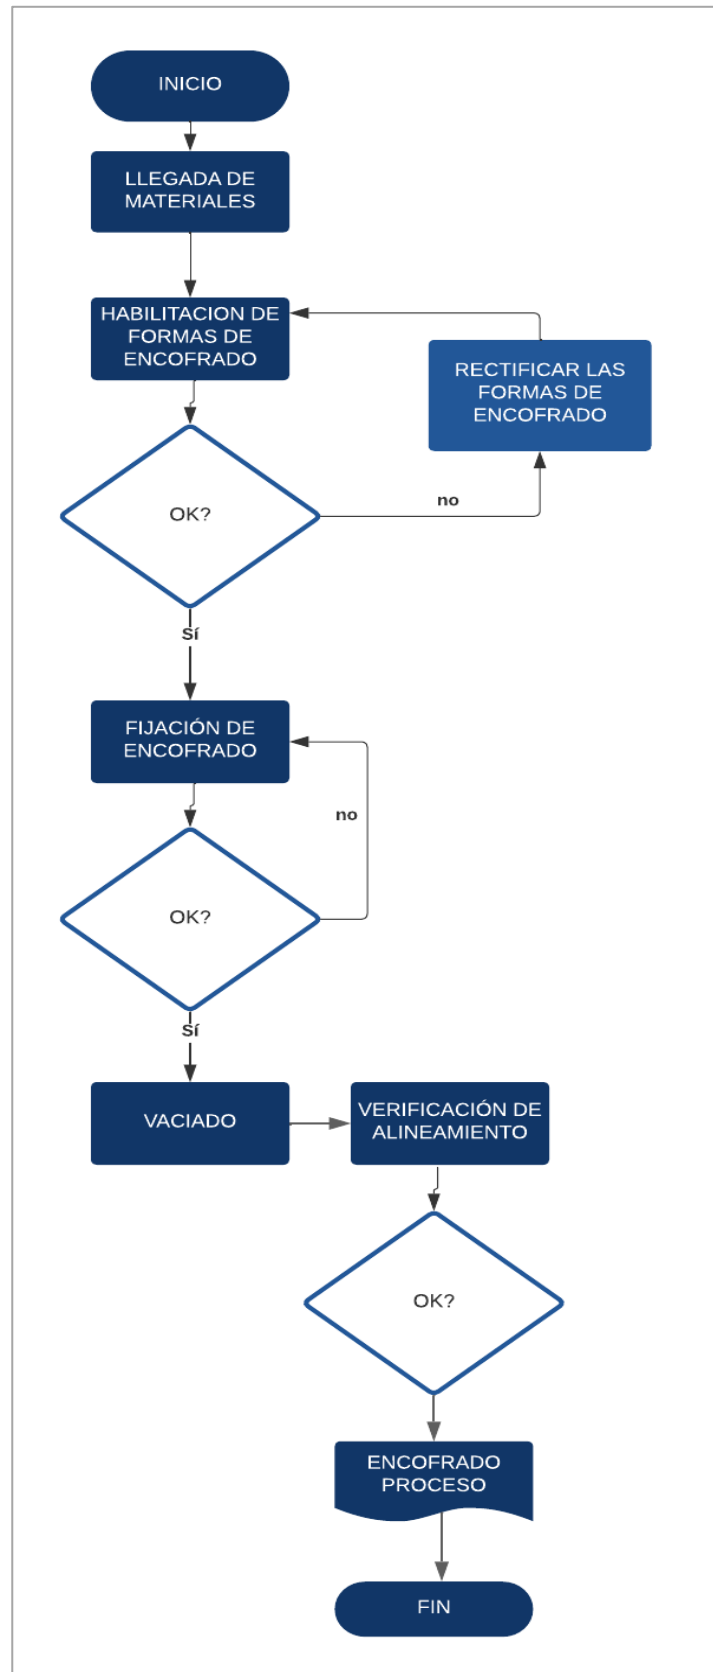 INICIO
LLEGADA DE
MATERIALES
HABILITACION DE
FORMAS DE
ENCOFRADO
RECTIFICAR LAS
FORMAS DE
ENCOFRADO
OK?
no
Sí
FIJACIÓN DE
ENCOFRADO
no
OK?
Sí
VACIADO
VERIFICACIÓN DE
ALINEAMIENTO
OK?
ENCOFRADO
PROCESO
FIN